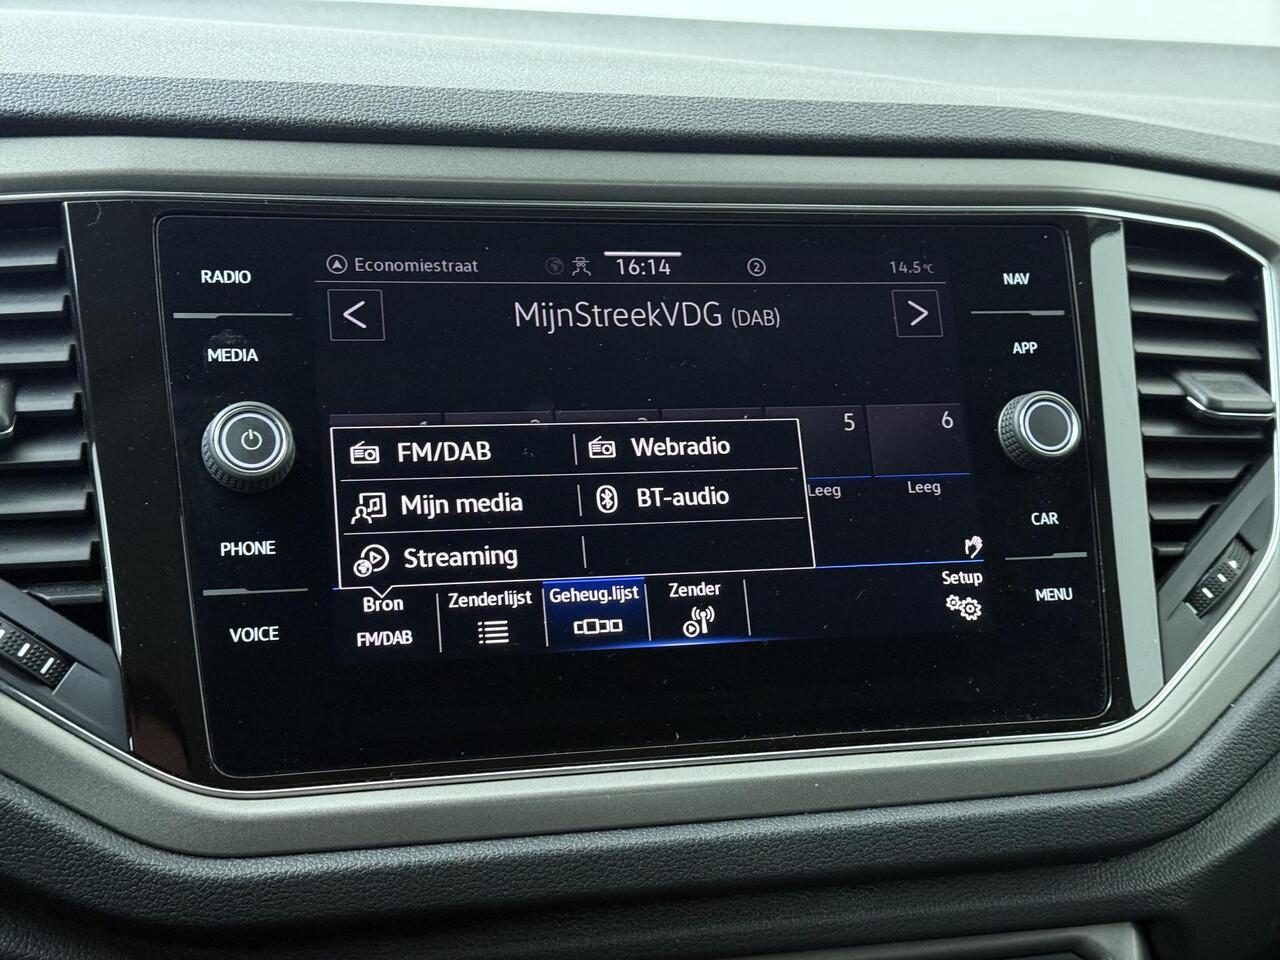 RADIO
MEDIA
PHONE
VOICE
Economiestraat
16:14
2
14.5°C
MijnStreekVDG (DAB)
5
6
Leeg
Leeg
FM/DAB
Webradio
Mijn media
BT-audio
Streaming
Bron
FM/DAB
Zenderlijst
Geheug.lijst
Zender
Setup
NAV
APP
CAR
MENU